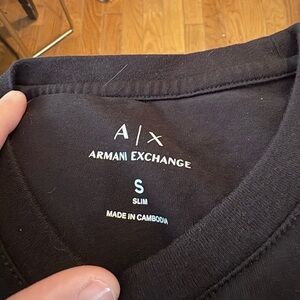 A|X
ARMANI EXCHANGE
S
SLIM
MADE IN CAMBODIA